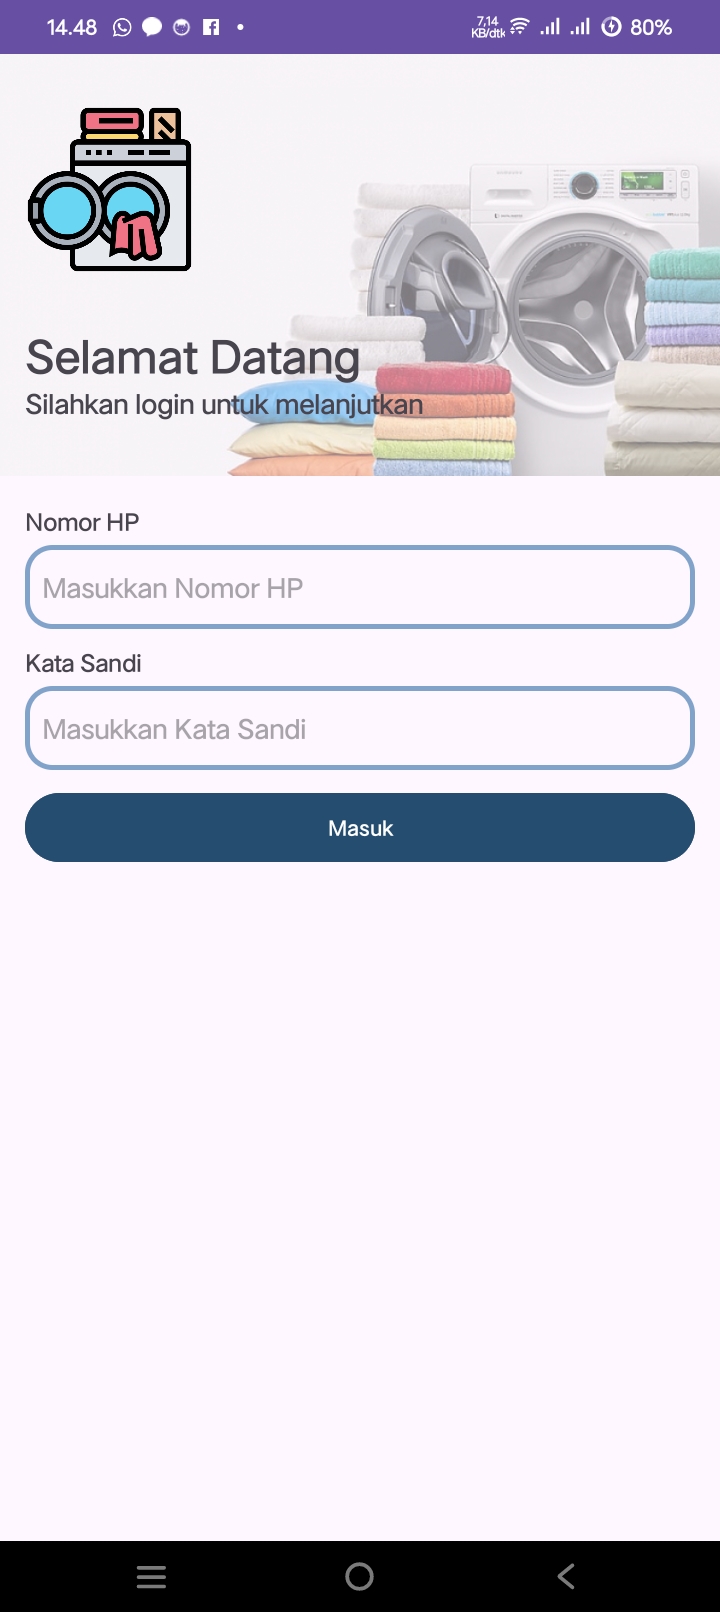 14.48
7,14
KB/dtk
80%
SAMSUNG
Selamat Datang
Silahkan login untuk melanjutkan
Nomor HP
Masukkan Nomor HP
Kata Sandi
Masukkan Kata Sandi
Masuk